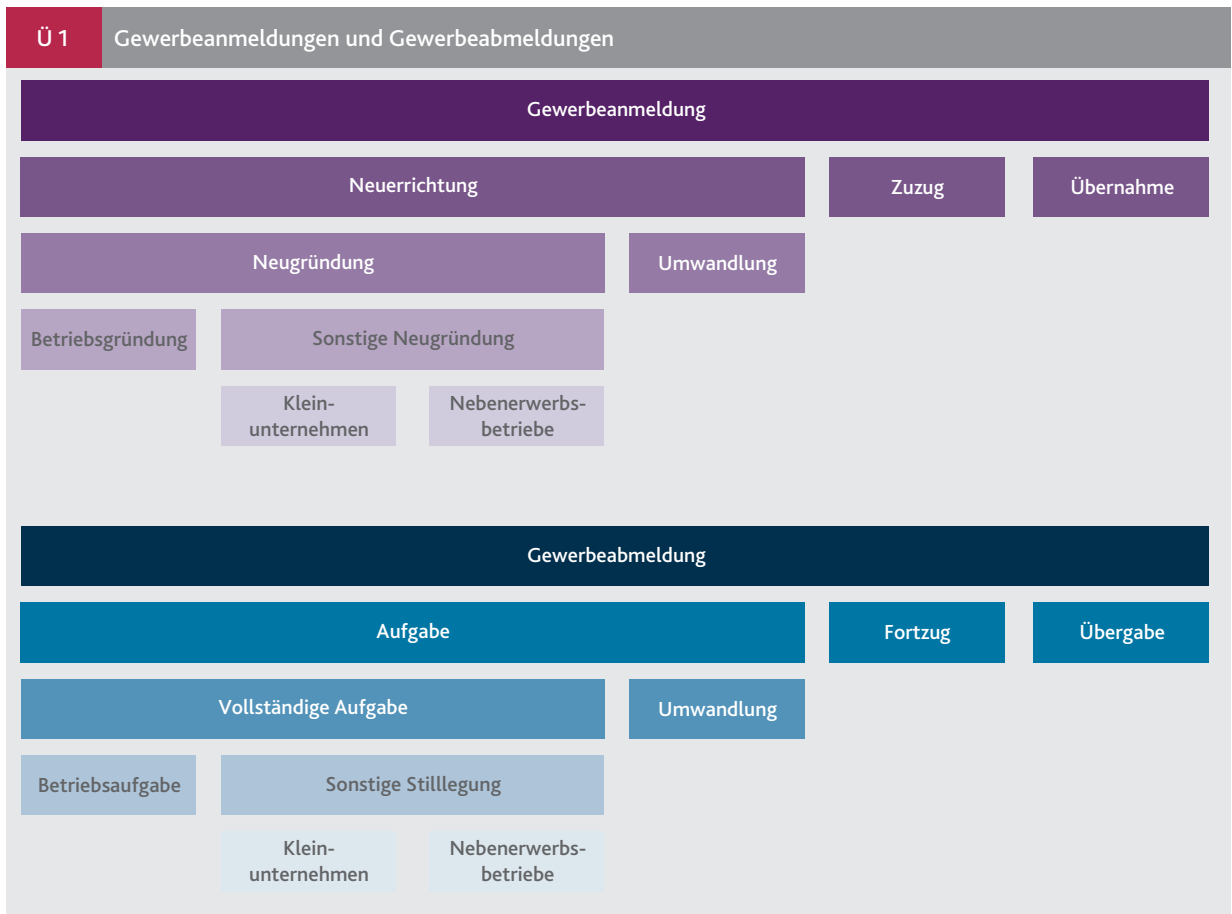 Ü 1 Gewerbeanmeldungen und Gewerbeabmeldungen
Gewerbeanmeldung
Neuerrichtung
Zuzug
Übernahme
Neugründung
Umwandlung
Betriebsgründung
Sonstige Neugründung
Klein-
unternehmen
Nebenerwerbs-
betriebe
Gewerbeabmeldung
Aufgabe
Fortzug
Übergabe
Vollständige Aufgabe
Umwandlung
Betriebsaufgabe
Sonstige Stilllegung
Klein-
unternehmen
Nebenerwerbs-
betriebe